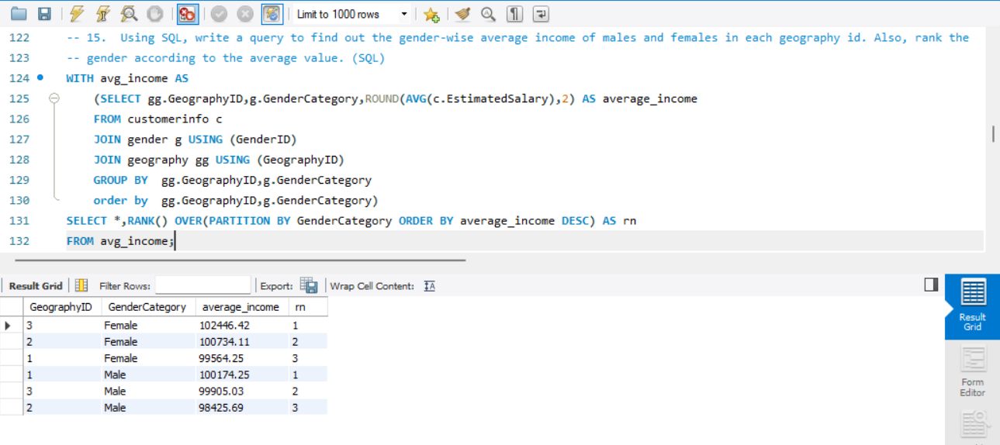 Limit to 1000 rows
122 -- 15. Using SQL, write a query to find out the gender-wise average income of males and females in each geography id. Also, rank the
123 -- gender according to the average value. (SQL)
124 WITH avg_income AS
125 (SELECT gg.GeographyID,g.GenderCategory,ROUND(AVG(c.EstimatedSalary),2) AS average_income
126 FROM customerinfo c
127 JOIN gender g USING (GenderID)
128 JOIN geography gg USING (GeographyID)
129 GROUP BY  gg.GeographyID,g.GenderCategory
130 order by  gg.GeographyID,g.GenderCategory)
131 SELECT *,RANK() OVER(PARTITION BY GenderCategory ORDER BY average_income DESC) AS rn
132 FROM avg_income;
Result Grid Filter Rows: Export: Wrap Cell Content: IA
GeographyID GenderCategory average_income rn
3 Female 102446.42 1
2 Female 100734.11 2
1 Female 99564.25 3
1 Male 100174.25 1
3 Male 99905.03 2
2 Male 98425.69 3
Result
Grid
Form
Editor